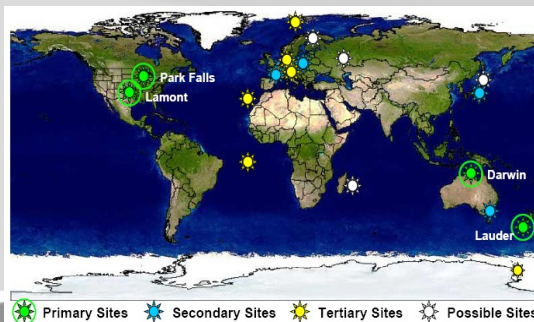 Park Falls
Lamont
Darwin
Lauder
Primary Sites Secondary Sites Tertiary Sites Possible Sites